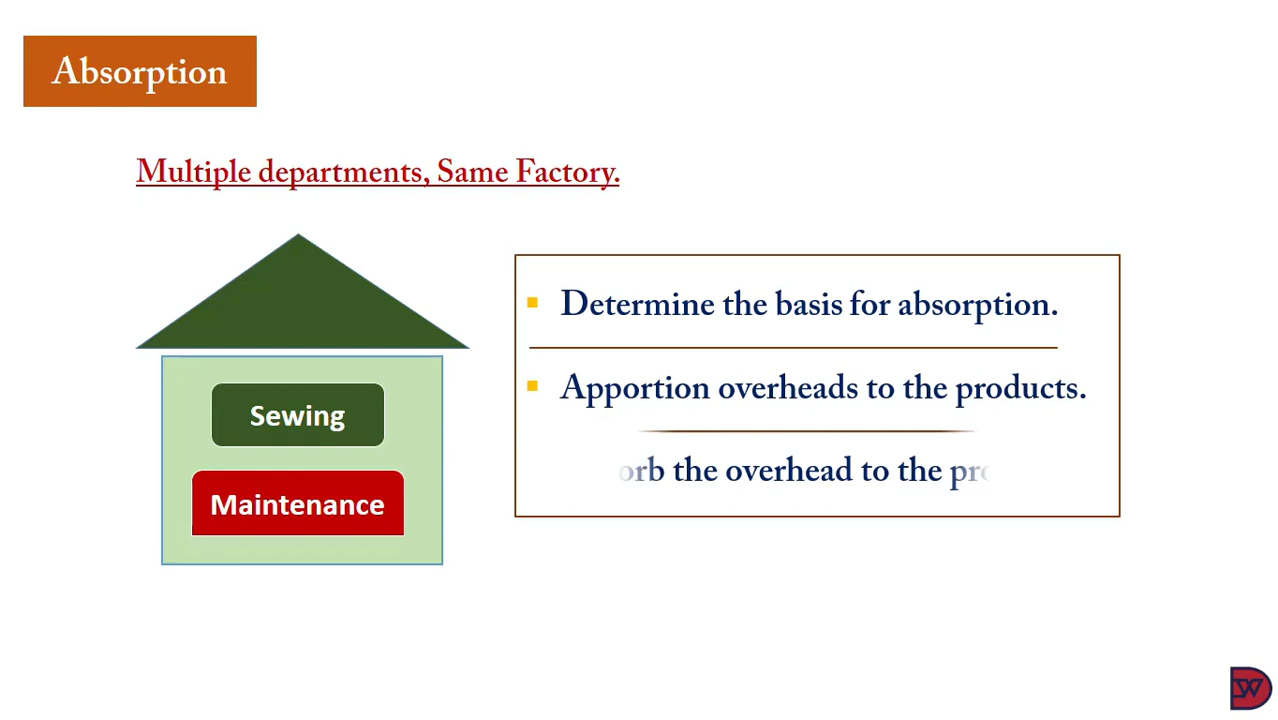 Absorption
Multiple departments, Same Factory.
Sewing
Maintenance
Determine the basis for absorption.
Apportion overheads to the products.
the overhead to the